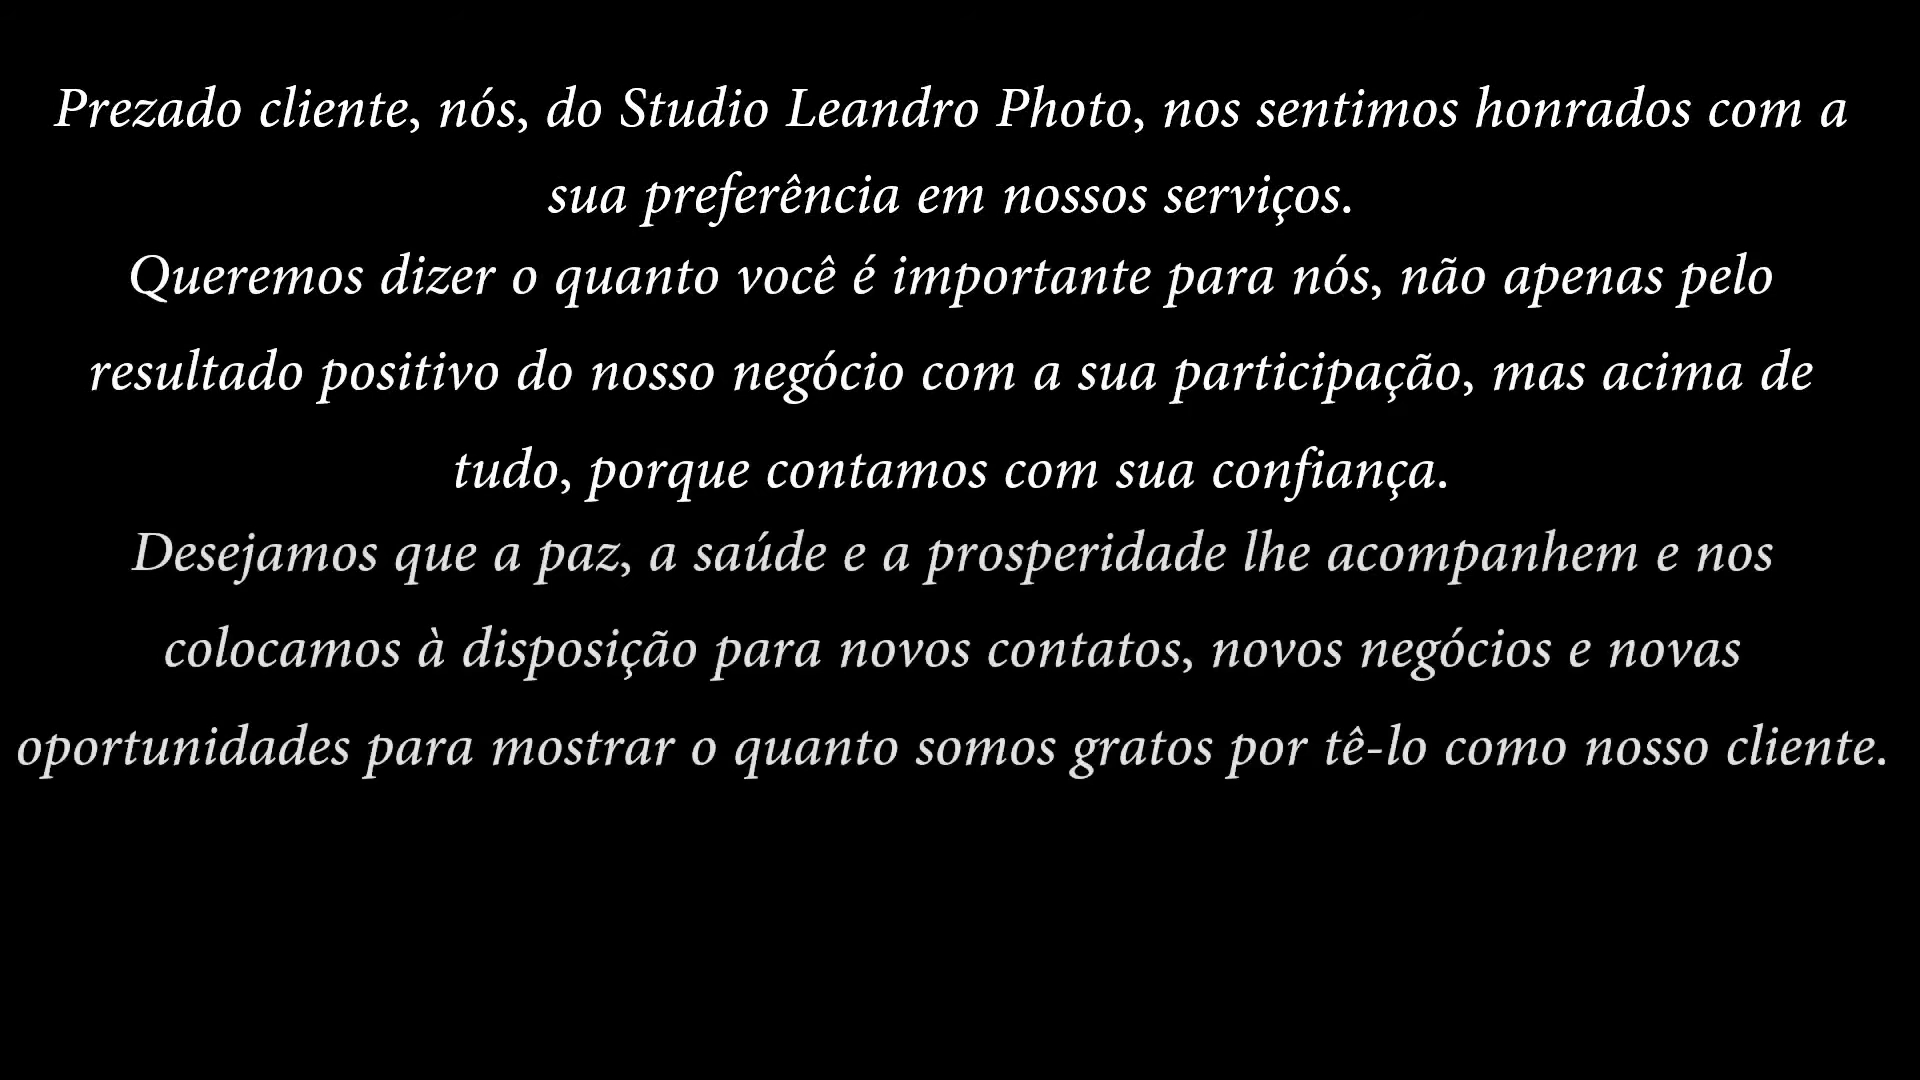 Prezado cliente, nós, do Studio Leandro Photo, nos sentimos honrados com a
sua preferência em nossos serviços.
Queremos dizer o quanto você é importante para nós, não apenas pelo
resultado positivo do nosso negócio com a sua participação, mas acima de
tudo, porque contamos com sua confiança.
Desejamos que a paz, a saúde e a prosperidade lhe acompanhem e nos
colocamos à disposição para novos contatos, novos negócios e novas
oportunidades para mostrar o quanto somos gratos por tê-lo como nosso cliente.